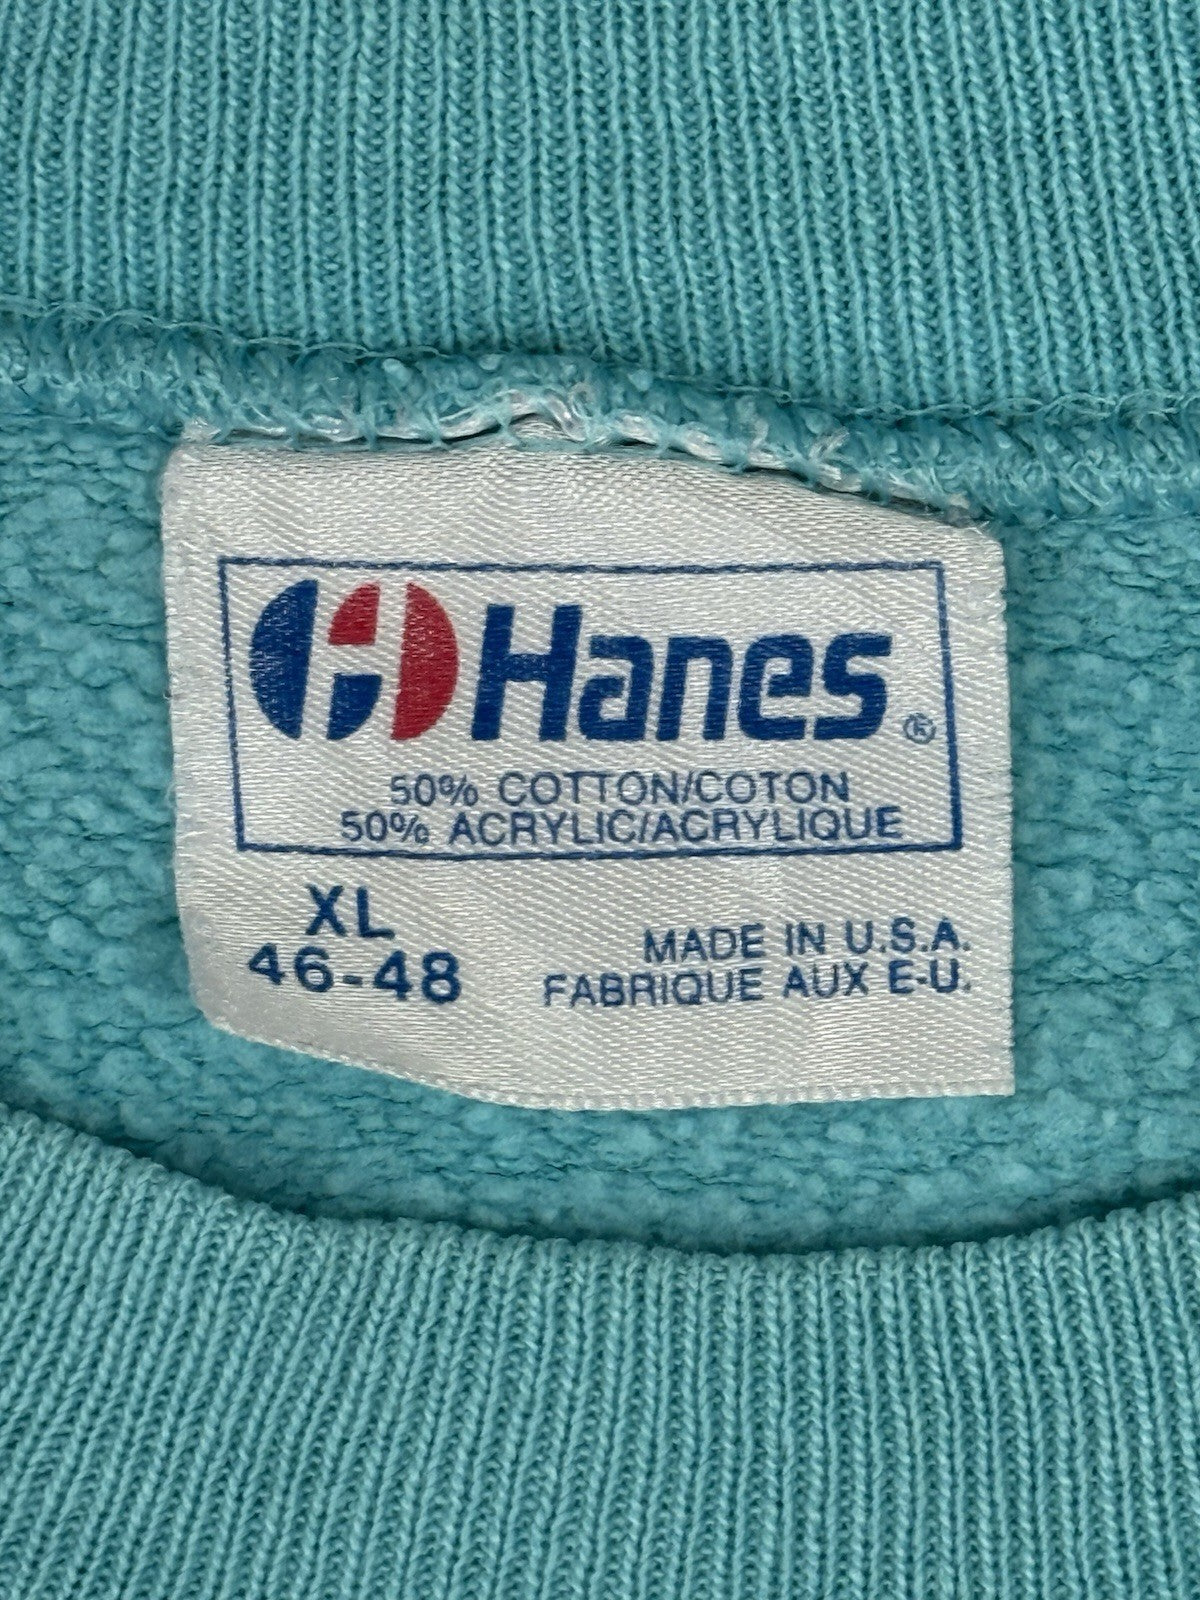 H Hanes ®
50% COTTON/COTON
50% ACRYLIC/ACRYLIQUE
XL
46-48
MADE IN U.S.A.
FABRIQUE AUX E-U.